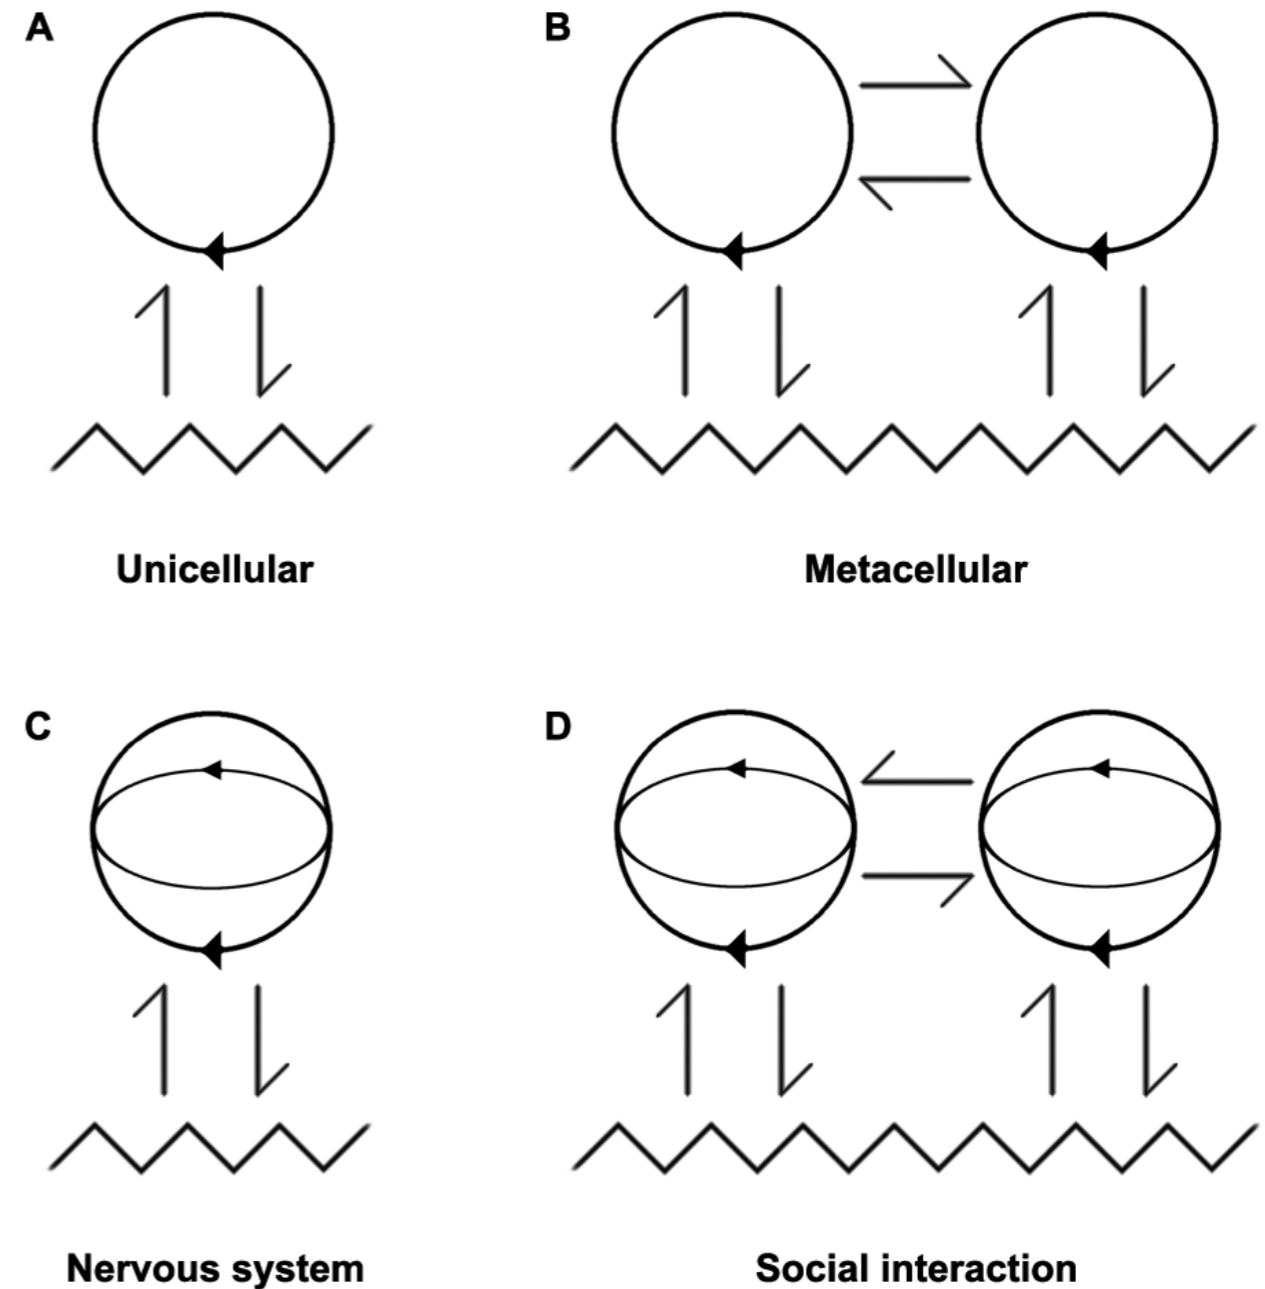 A
B
Unicellular
Metacellular
C
D
Nervous system
Social interaction